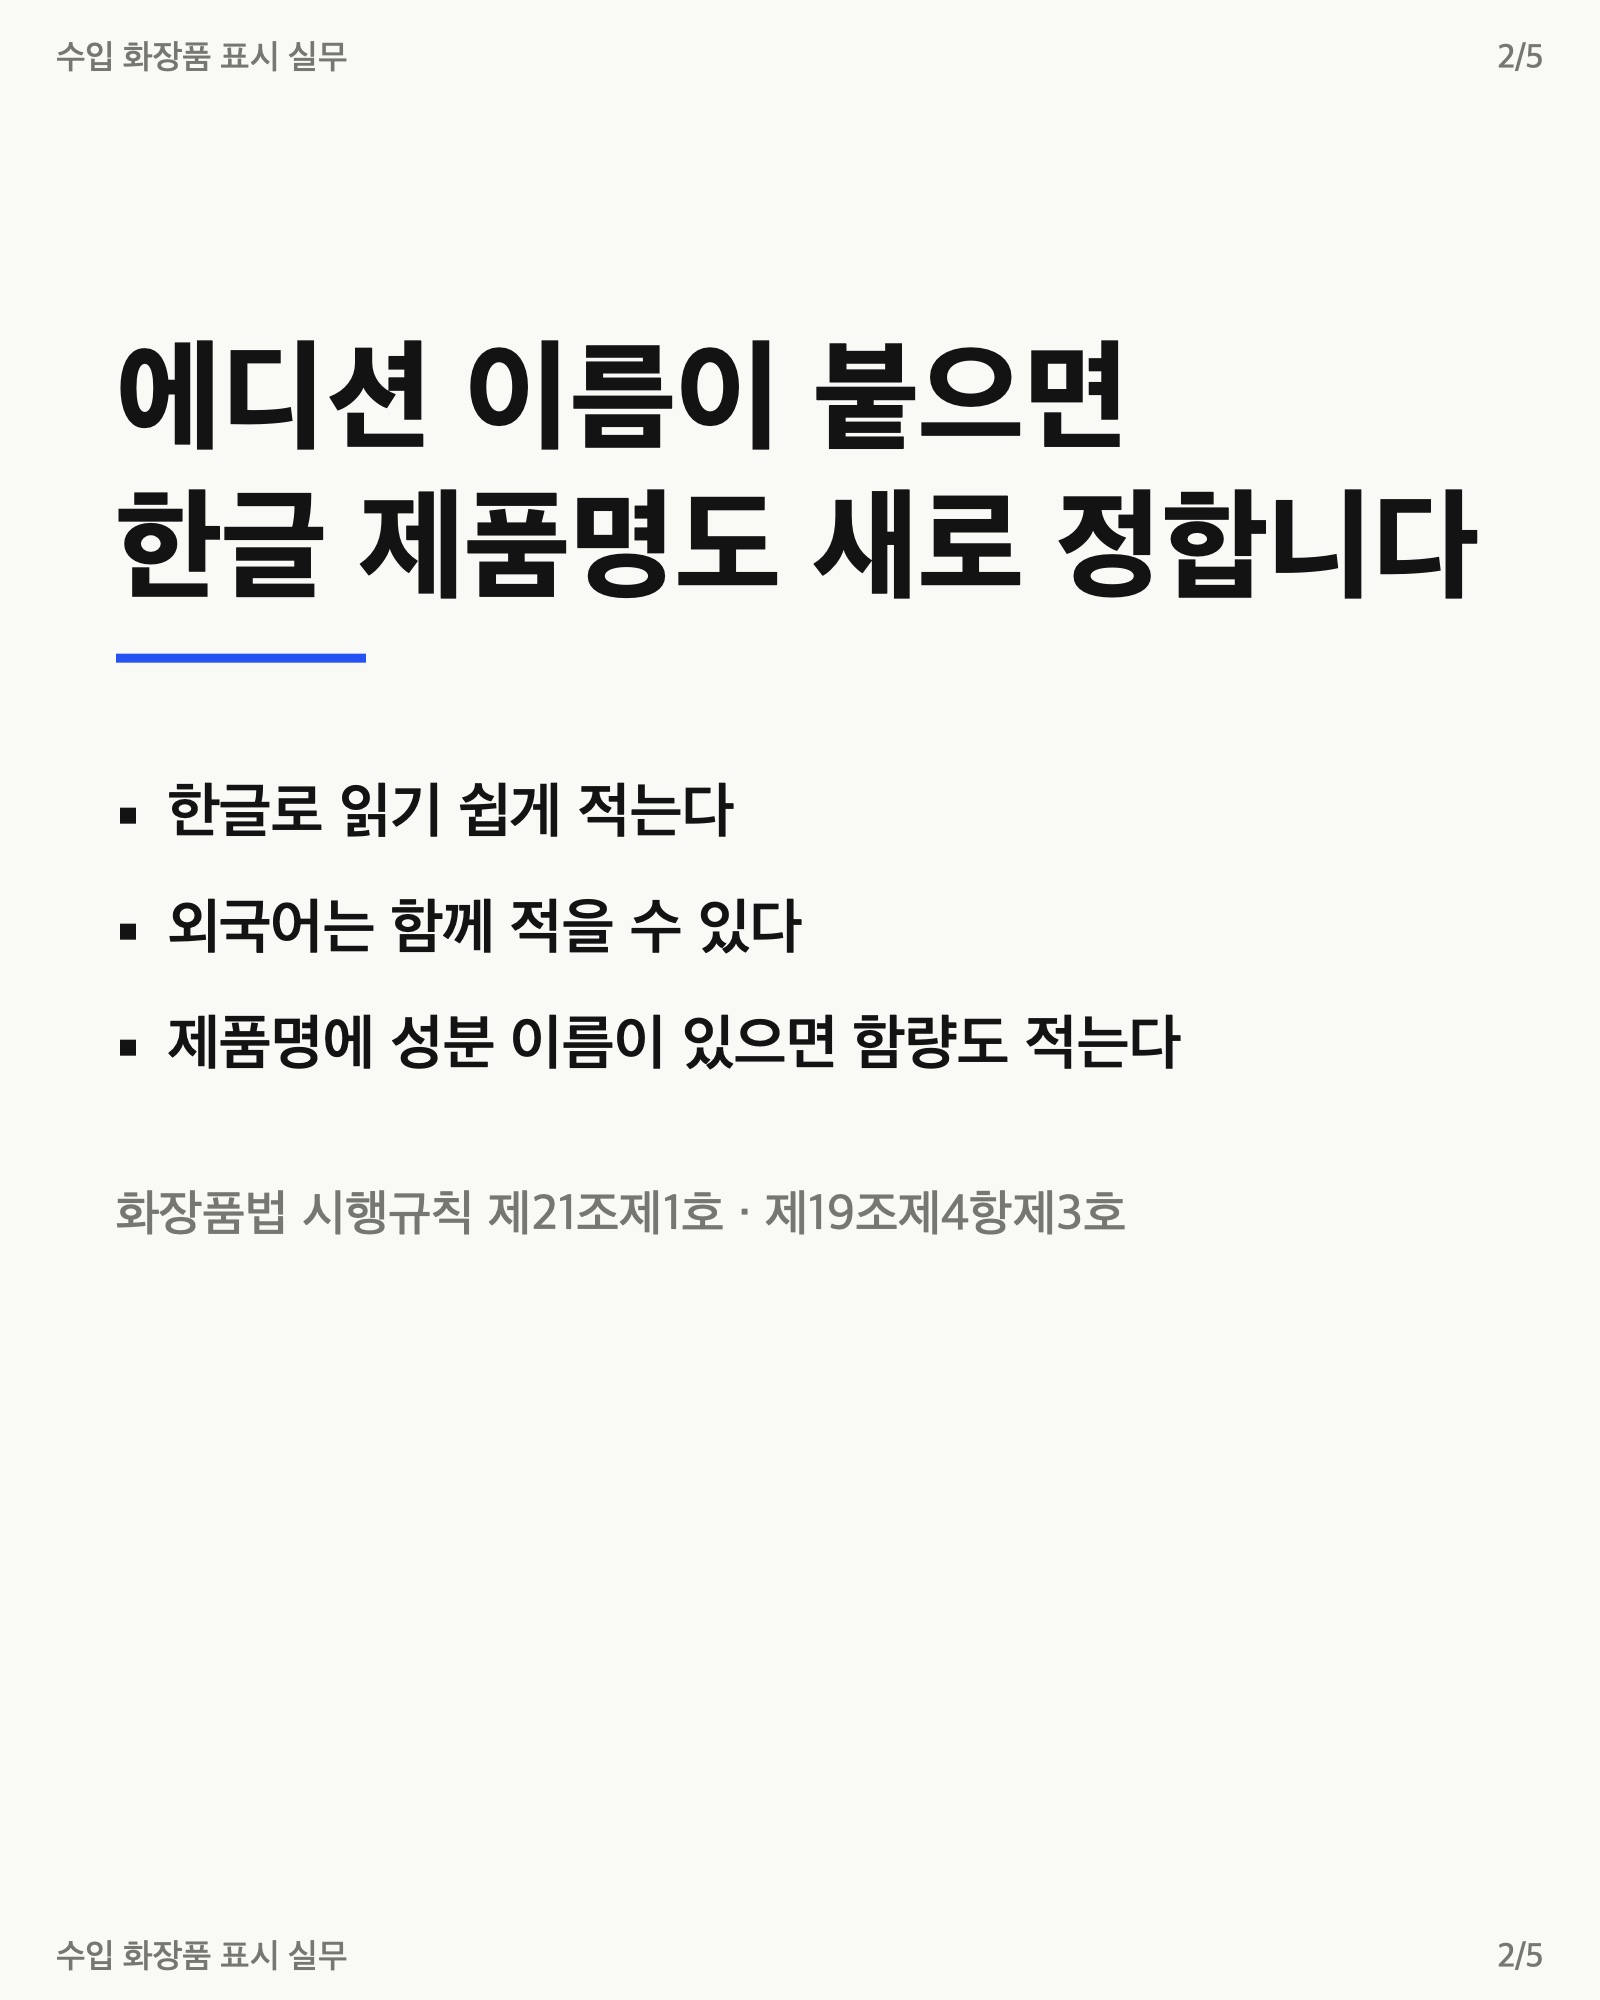 수입 화장품 표시 실무
2/5
에디션 이름이 붙으면
한글 제품명도 새로 정합니다
▪ 한글로 읽기 쉽게 적는다
▪ 외국어는 함께 적을 수 있다
▪ 제품명에 성분 이름이 있으면 함량도 적는다
화장품법 시행규칙 제21조제1호 · 제19조제4항제3호
수입 화장품 표시 실무
2/5